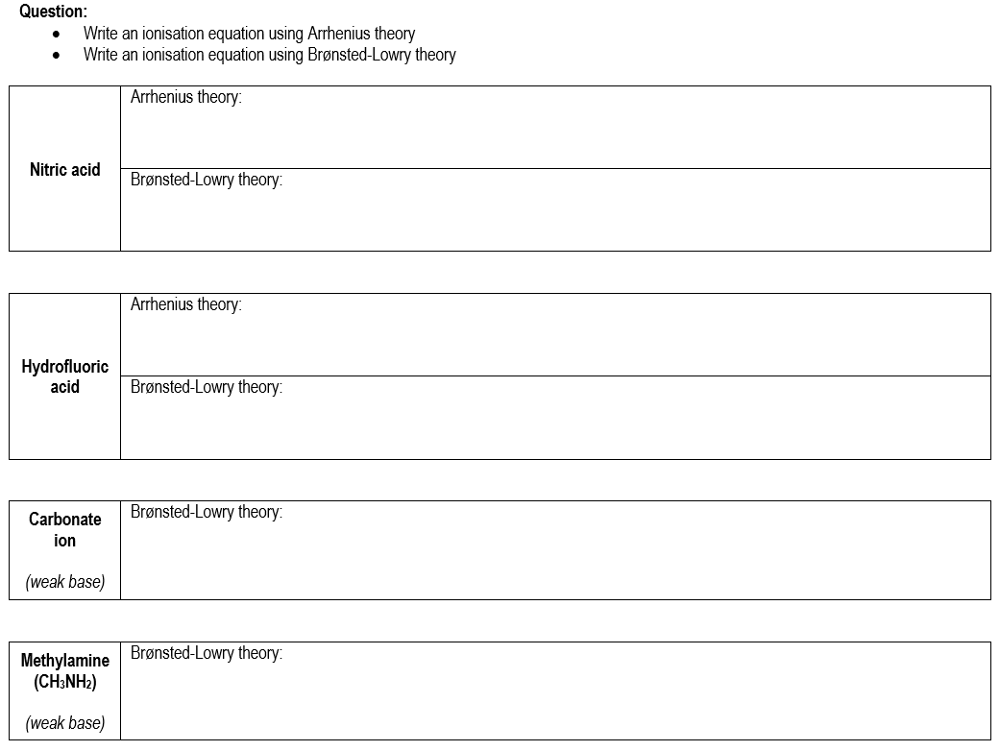 Question:
• Write an ionisation equation using Arrhenius theory
• Write an ionisation equation using Brønsted-Lowry theory
Nitric acid
Arrhenius theory:
Brønsted-Lowry theory:
Hydrofluoric
acid
Arrhenius theory:
Brønsted-Lowry theory:
Carbonate
ion
(weak base)
Brønsted-Lowry theory:
Methylamine
(CH₃NH₂)
(weak base)
Brønsted-Lowry theory: